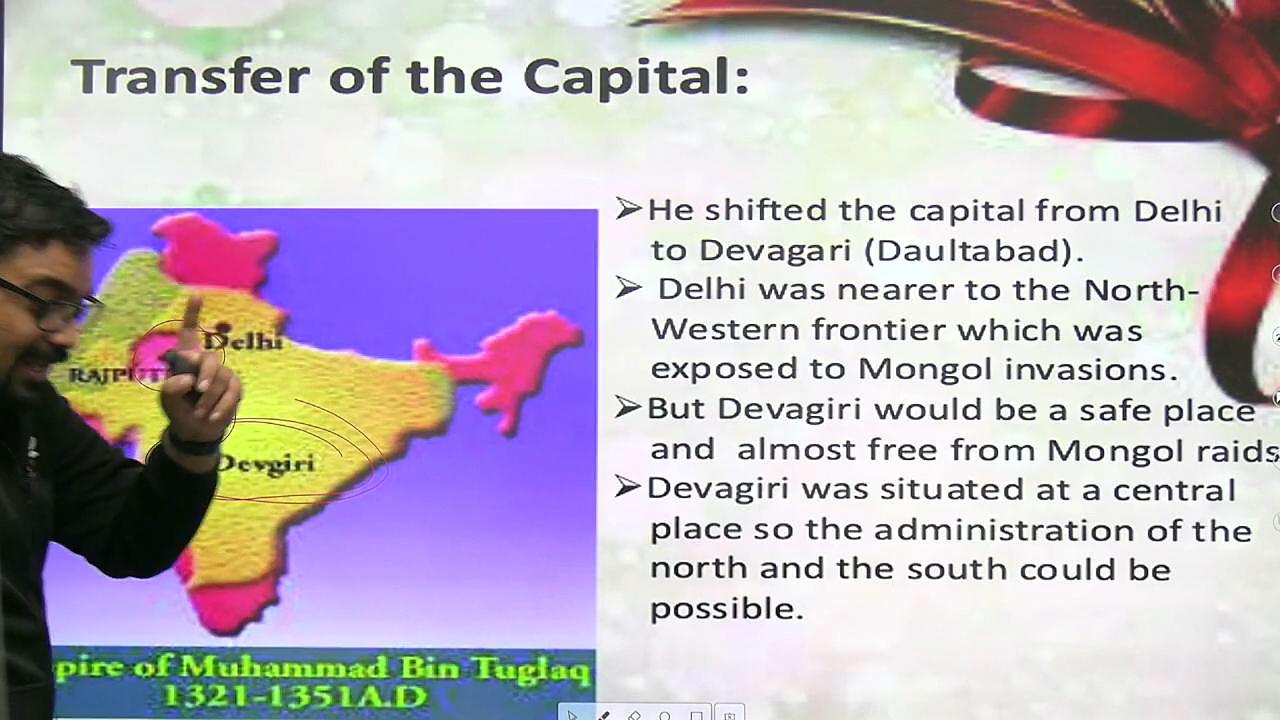 Transfer of the Capital:
➢He shifted the capital from Delhi
to Devagari (Daultabad).
➢ Delhi was nearer to the North-
Western frontier which was
exposed to Mongol invasions.
➢But Devagiri would be a safe place
and almost free from Mongol raids
➢Devagiri was situated at a central
place so the administration of the
north and the south could be
possible.
Delhi
RAJPUT
Devgiri
pire of Muhammad Bin Tuglaq
1321-1351A.D